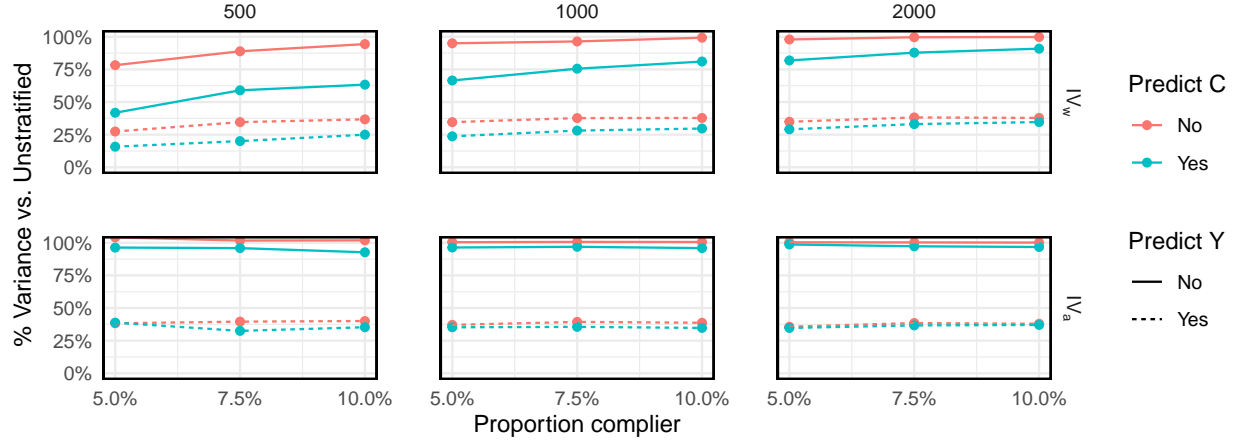 500 1000 2000
100%
75%
50%
25%
0%
IVw
100%
75%
50%
25%
0%
IVa
5.0% 7.5% 10.0% 5.0% 7.5% 10.0% 5.0% 7.5% 10.0%
Proportion complier
% Variance vs. Unstratified
Predict C
No
Yes
Predict Y
No
Yes